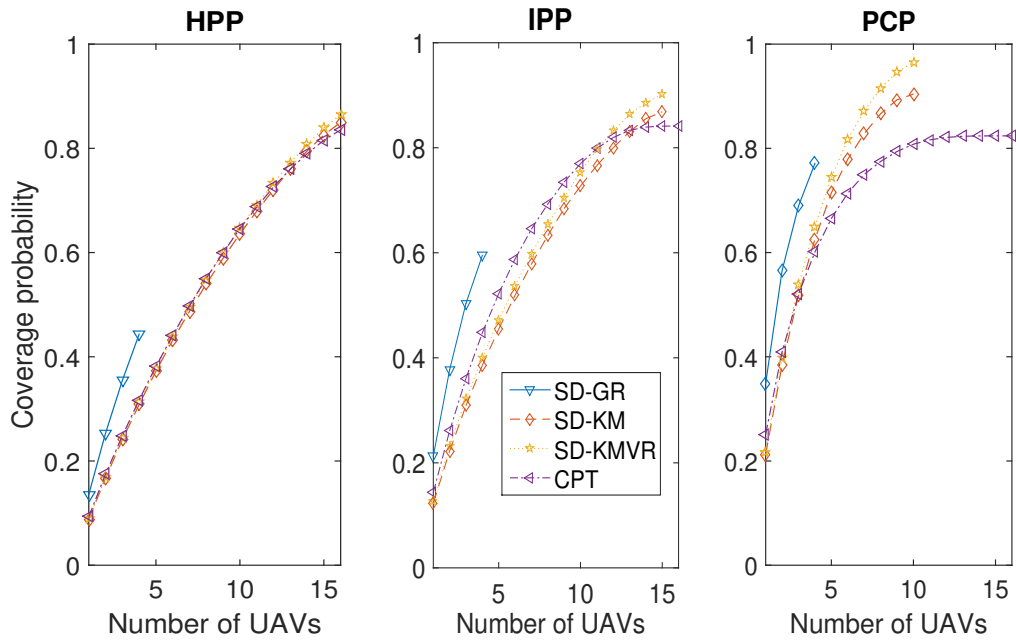 HPP
IPP
PCP
Coverage probability
1
0.8
0.6
0.4
0.2
0
5
10
15
Number of UAVs
1
0.8
0.6
0.4
0.2
0
5
10
15
Number of UAVs
SD-GR
SD-KM
SD-KMVR
CPT
1
0.8
0.6
0.4
0.2
0
5
10
15
Number of UAVs